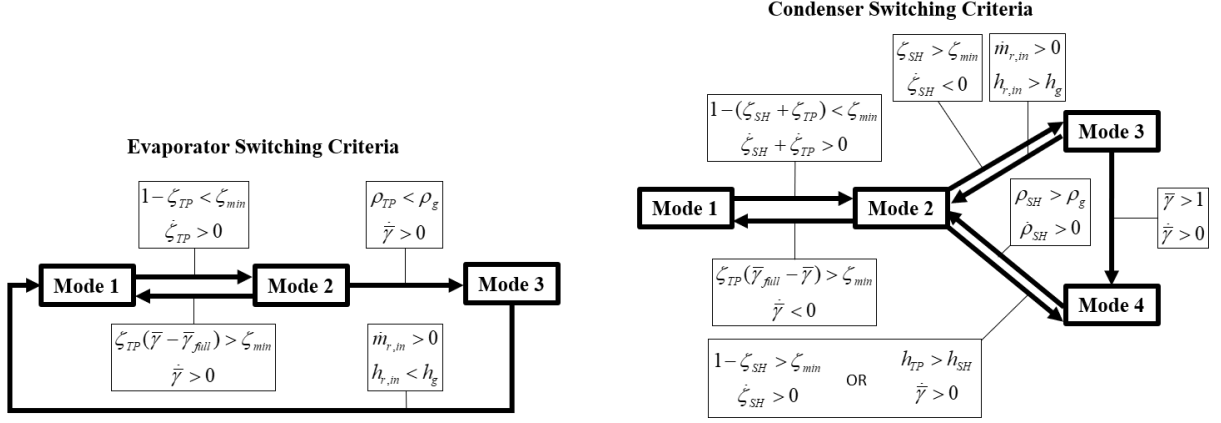 Condenser Switching Criteria
ζ_SH > ζ_min
ζ̇_SH < 0
ṁ_r,in > 0
h_r,in > h_g
1−(ζ_SH + ζ_TP) < ζ_min
ζ̇_SH + ζ̇_TP > 0
Mode 3
Evaporator Switching Criteria
1−ζ_TP < ζ_min
ζ̇_TP > 0
ρ_TP < ρ_g
γ̄̇ > 0
Mode 1
Mode 2
ρ_SH > ρ_g
ρ̇_SH > 0
γ̄ > 1
γ̄̇ > 0
Mode 1
Mode 2
Mode 3
ζ_TP(γ̄_full − γ̄) > ζ_min
γ̄̇ < 0
Mode 4
ζ_TP(γ̄ − γ̄_full) > ζ_min
γ̄̇ > 0
ṁ_r,in > 0
h_r,in < h_g
1−ζ_SH > ζ_min
ζ̇_SH > 0
OR
h_TP > h_SH
γ̄̇ > 0